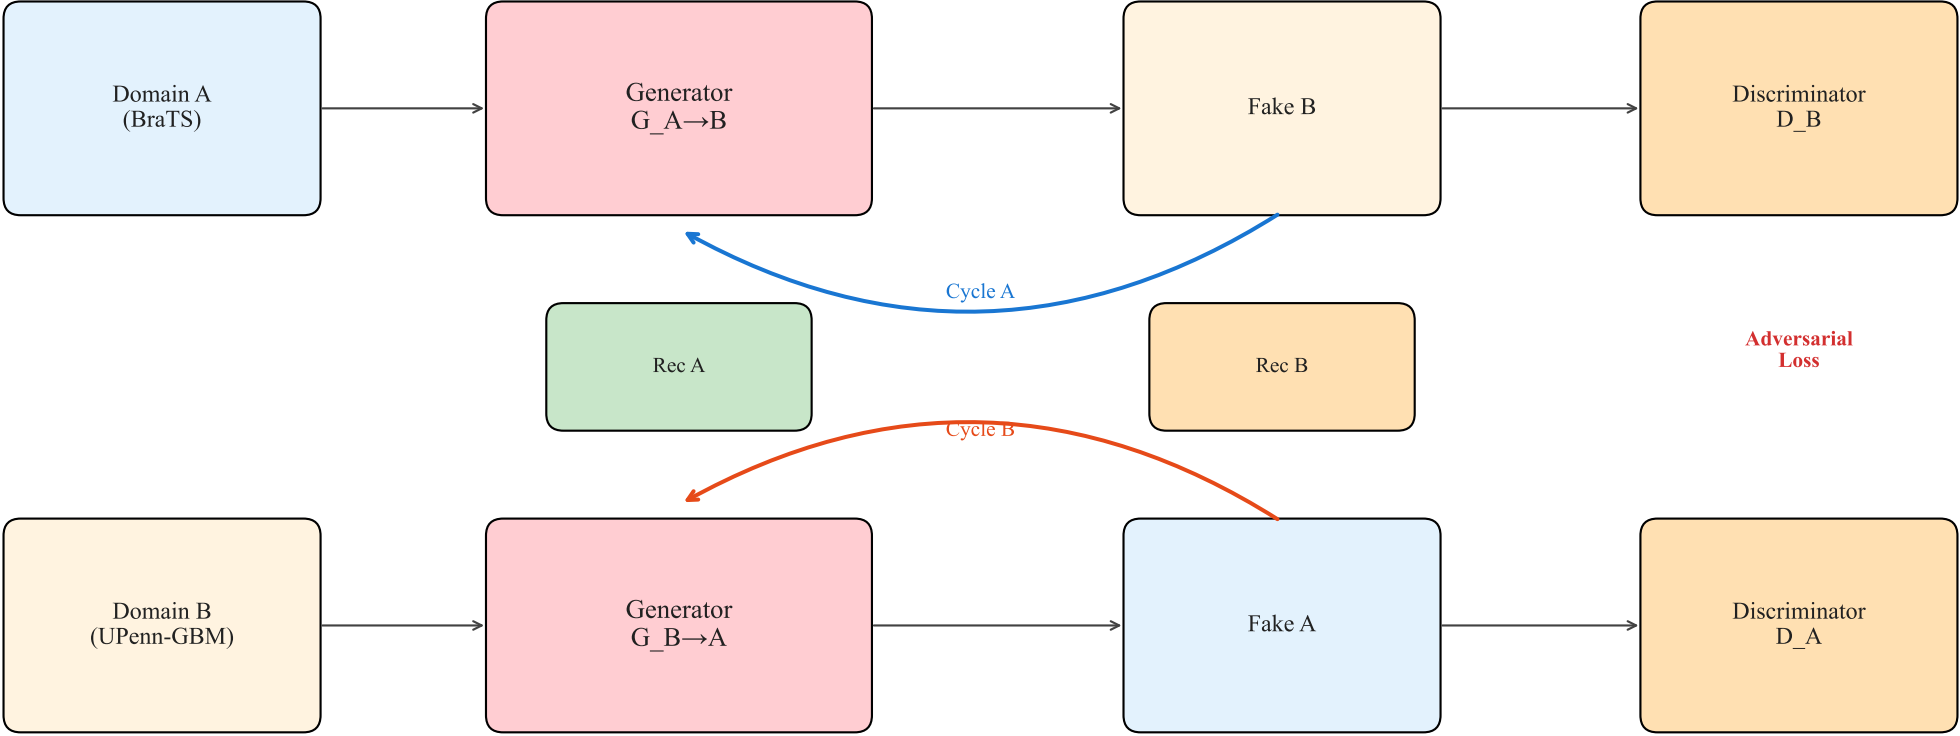 Domain A
(BraTS)
Generator
G_A→B
Fake B
Discriminator
D_B
Cycle A
Rec A
Rec B
Adversarial
Loss
Cycle B
Domain B
(UPenn-GBM)
Generator
G_B→A
Fake A
Discriminator
D_A